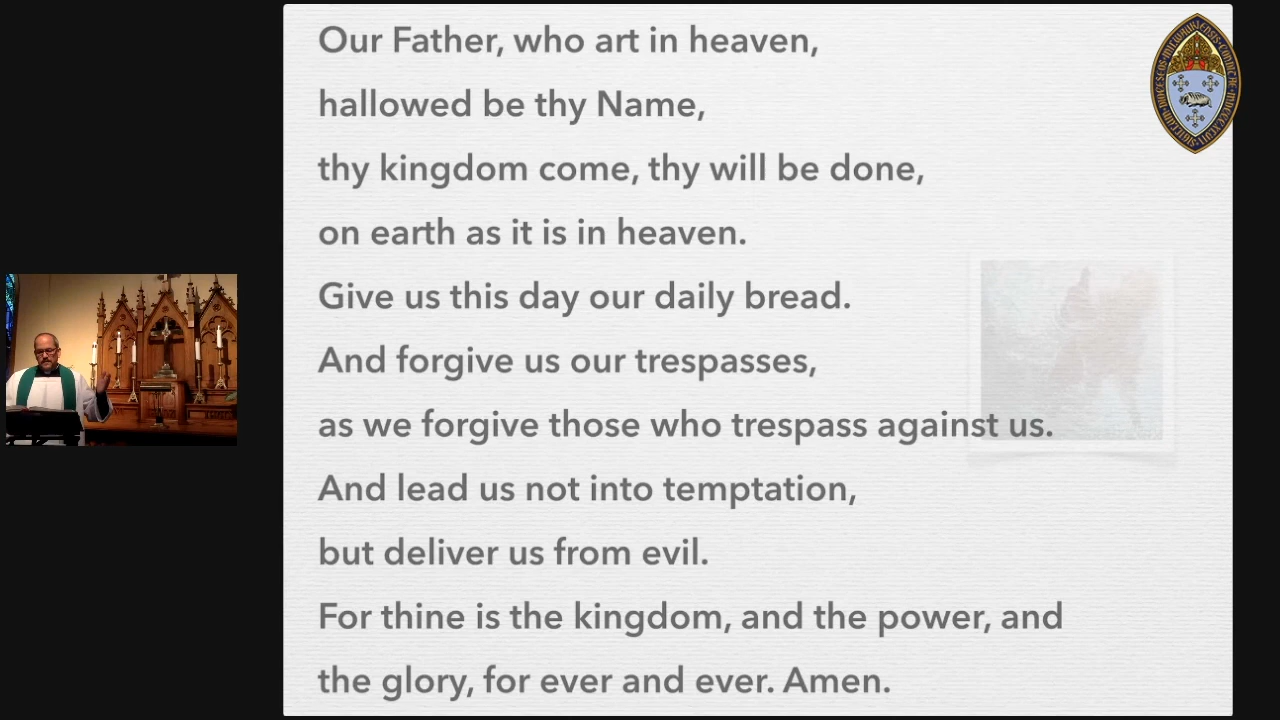 Our Father, who art in heaven,
hallowed be thy Name,
thy kingdom come, thy will be done,
on earth as it is in heaven.
Give us this day our daily bread.
And forgive us our trespasses,
as we forgive those who trespass against us.
And lead us not into temptation,
but deliver us from evil.
For thine is the kingdom, and the power, and
the glory, for ever and ever. Amen.